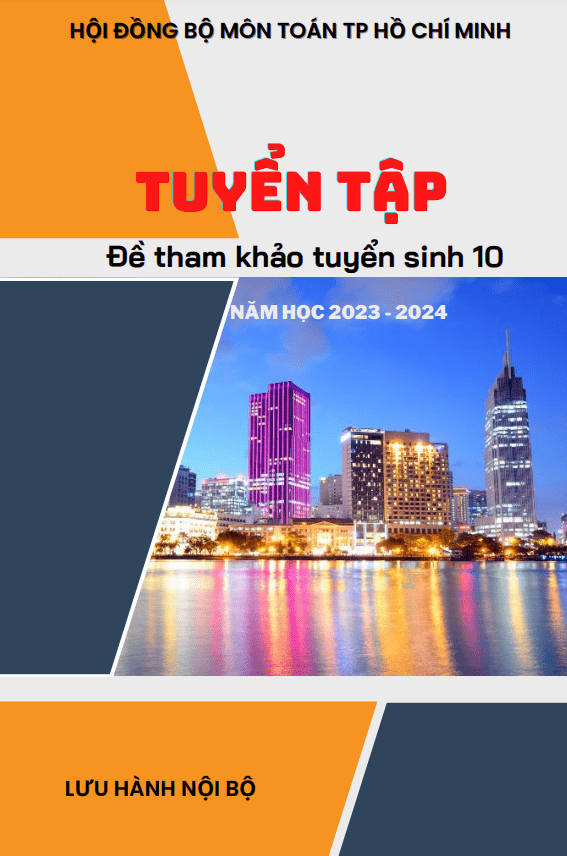 HỘI ĐỒNG BỘ MÔN TOÁN TP HỒ CHÍ MINH
TUYỂN TẬP
Đề tham khảo tuyển sinh 10
NĂM HỌC 2023 - 2024
LƯU HÀNH NỘI BỘ